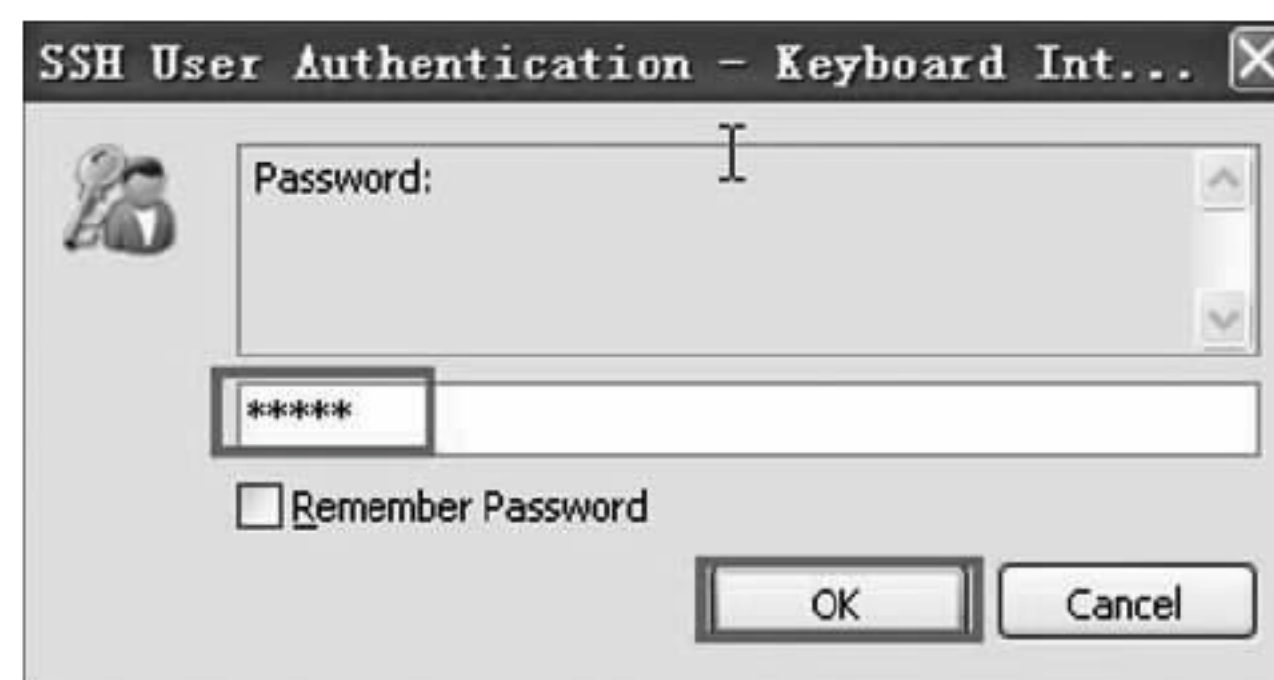 SSH User Authentication - Keyboard Int...
Password:
*****
Remember Password
OK
Cancel